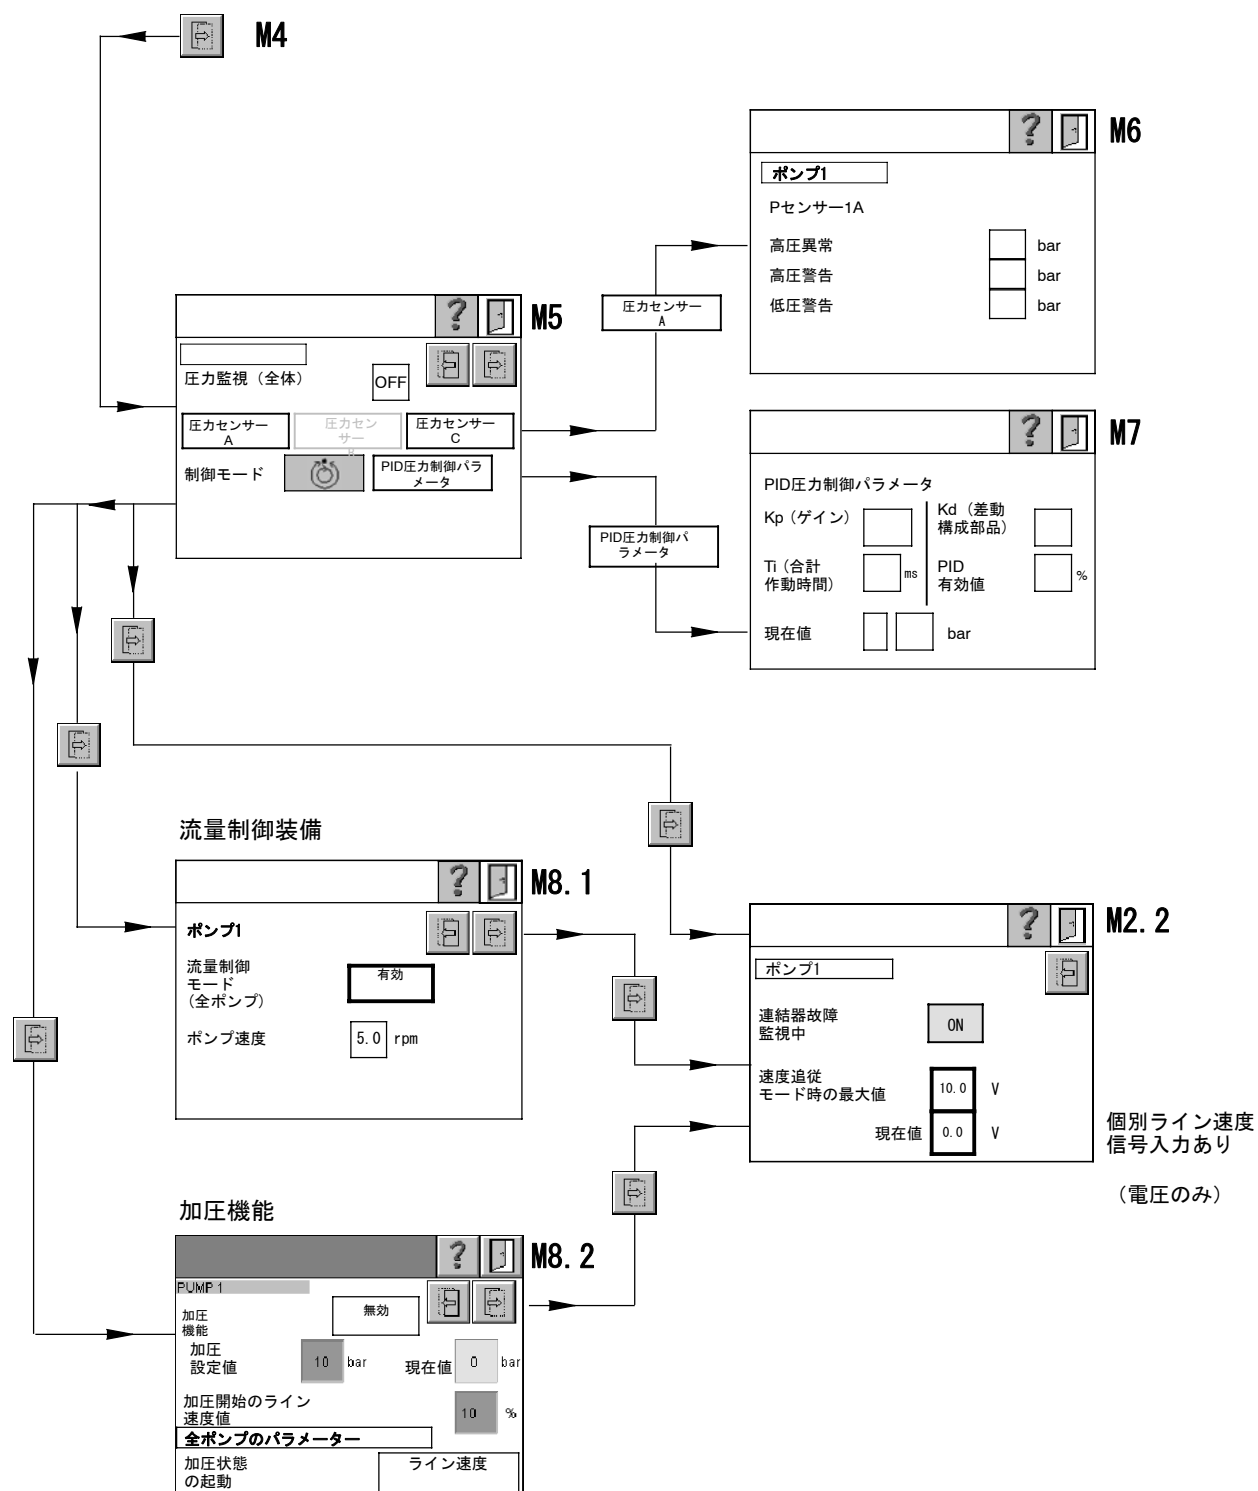 M4
M6
ポンプ1
Pセンサー1A
高圧異常
bar
高圧警告
bar
低圧警告
bar
圧力センサー
A
M5
圧力監視（全体）
OFF
圧力センサー
A
圧力セン
サー
圧力センサー
C
制御モード
PID圧力制御パラ
メータ
M7
PID圧力制御パラメータ
Kp（ゲイン）
Kd（差動
構成部品）
Ti（合計
作動時間）
ms
PID
有効値
%
現在値
bar
PID圧力制御パ
ラメータ
流量制御装備
M8.1
ポンプ1
流量制御
モード
（全ポンプ）
有効
ポンプ速度
5.0 rpm
M2.2
ポンプ1
連結器故障
監視中
ON
速度追従
モード時の最大値
10.0 V
現在値
0.0 V
個別ライン速度
信号入力あり
（電圧のみ）
加圧機能
M8.2
PUMP 1
加圧
機能
無効
加圧
設定値
10 bar
現在値
0 bar
加圧開始のライン
速度値
10 %
全ポンプのパラメーター
加圧状態
の起動
ライン速度